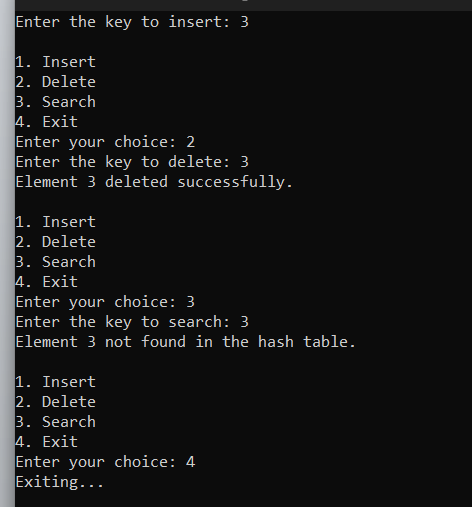 Enter the key to insert: 3
1. Insert
2. Delete
3. Search
4. Exit
Enter your choice: 2
Enter the key to delete: 3
Element 3 deleted successfully.
1. Insert
2. Delete
3. Search
4. Exit
Enter your choice: 3
Enter the key to search: 3
Element 3 not found in the hash table.
1. Insert
2. Delete
3. Search
4. Exit
Enter your choice: 4
Exiting...